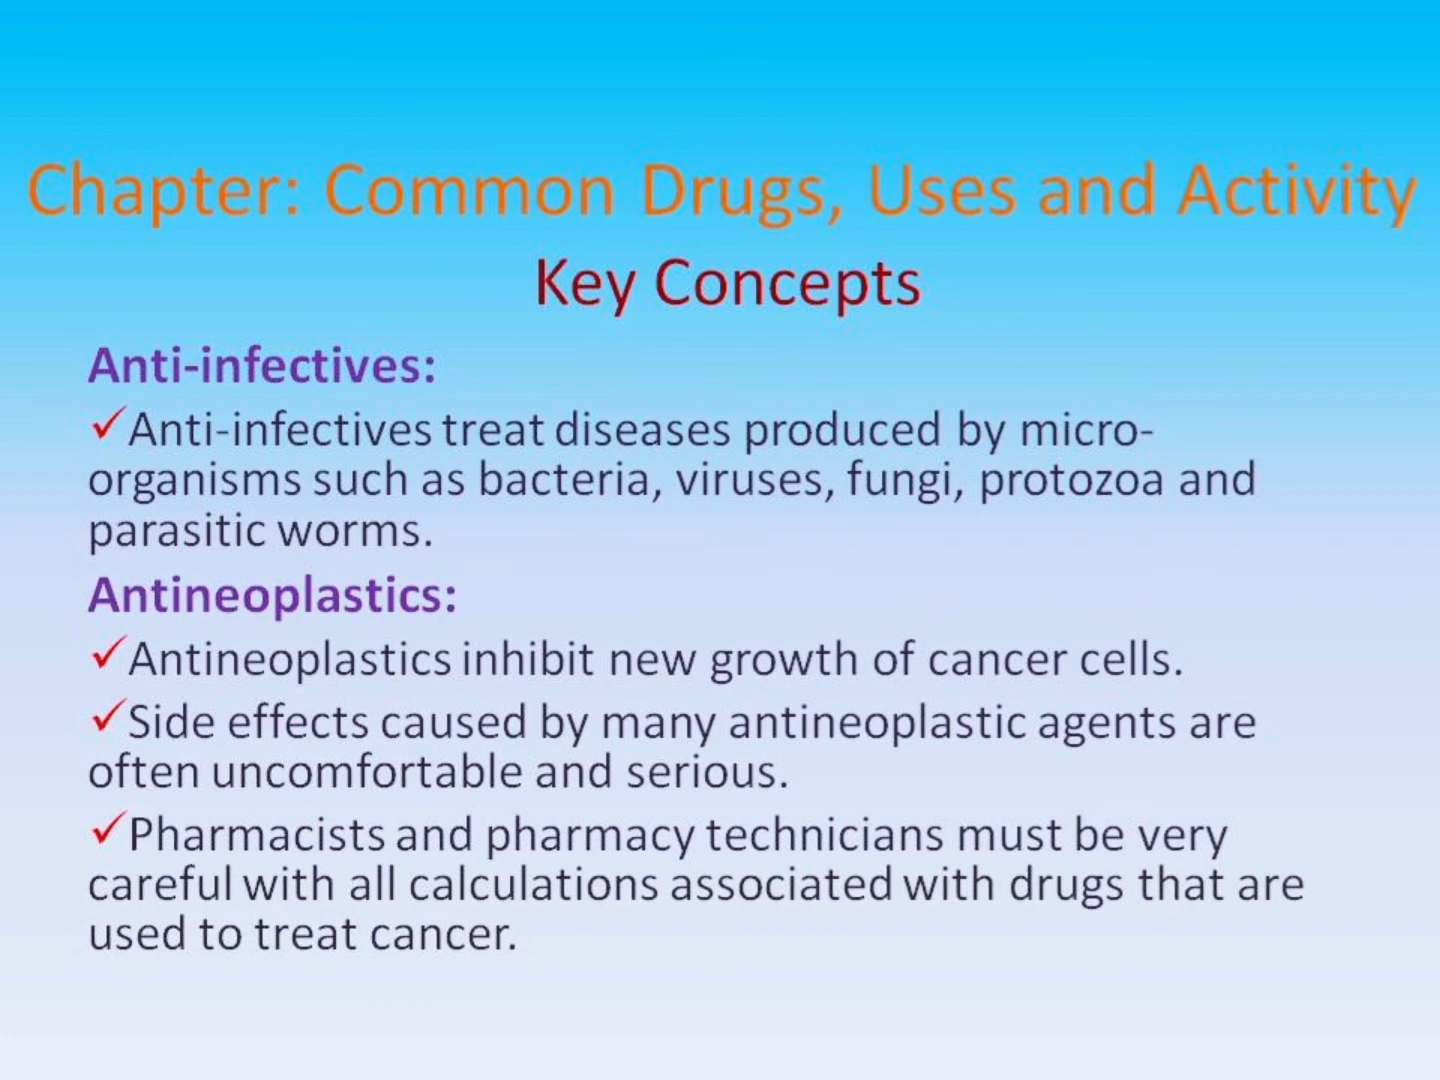 Chapter: Common Drugs, Uses and Activity
Key Concepts
Anti-infectives:
✓Anti-infectives treat diseases produced by micro-
organisms such as bacteria, viruses, fungi, protozoa and
parasitic worms.
Antineoplastics:
✓Antineoplastics inhibit new growth of cancer cells.
✓Side effects caused by many antineoplastic agents are
often uncomfortable and serious.
✓Pharmacists and pharmacy technicians must be very
careful with all calculations associated with drugs that are
used to treat cancer.